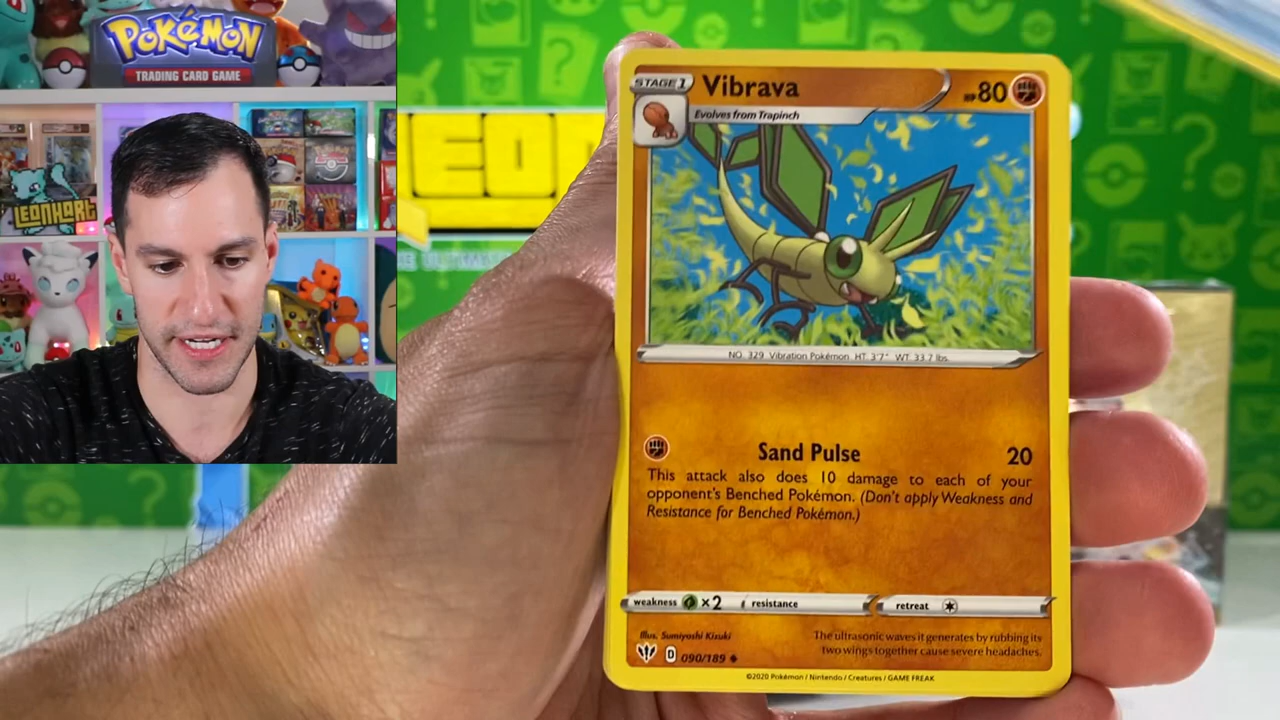 POKÉMON
TRADING CARD GAME
LEONHART
LEON
STAGE 1
Vibrava
HP 80
Evolves from Trapinch
NO. 329 Vibration Pokémon HT. 3'7" WT. 33.7 lbs.
Sand Pulse 20
This attack also does 10 damage to each of your
opponent's Benched Pokémon. (Don't apply Weakness and
Resistance for Benched Pokémon.)
weakness ×2 resistance retreat
Illus. Sumiyoshi Kizuki
D 090/189
The ultrasonic waves it generates by rubbing its
two wings together cause severe headaches.
©2020 Pokémon / Nintendo / Creatures / GAME FREAK